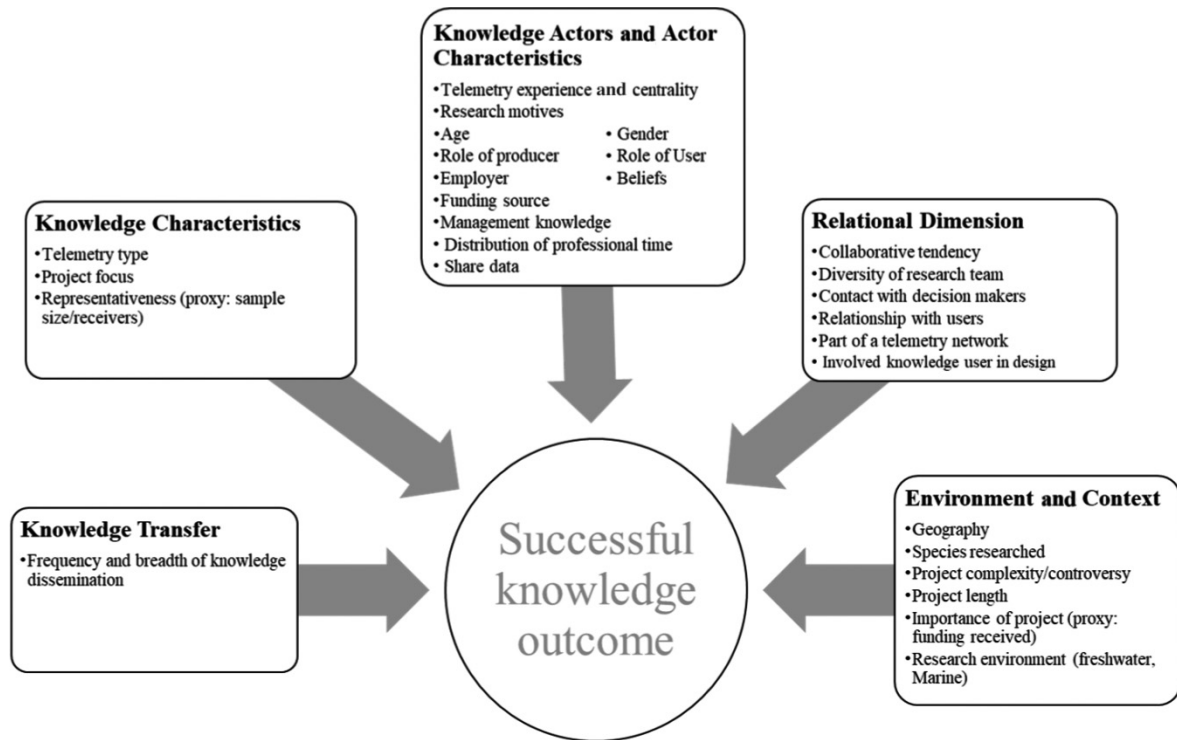 Knowledge Actors and Actor
Characteristics
•Telemetry experience and centrality
•Research motives
•Age
• Gender
•Role of producer
• Role of User
•Employer
• Beliefs
•Funding source
•Management knowledge
• Distribution of professional time
• Share data
Knowledge Characteristics
•Telemetry type
•Project focus
•Representativeness (proxy: sample
size/receivers)
Relational Dimension
•Collaborative tendency
•Diversity of research team
•Contact with decision makers
•Relationship with users
•Part of a telemetry network
• Involved knowledge user in design
Knowledge Transfer
•Frequency and breadth of knowledge
dissemination
Successful
knowledge
outcome
Environment and Context
•Geography
•Species researched
•Project complexity/controversy
•Project length
•Importance of project (proxy:
funding received)
•Research environment (freshwater,
Marine)